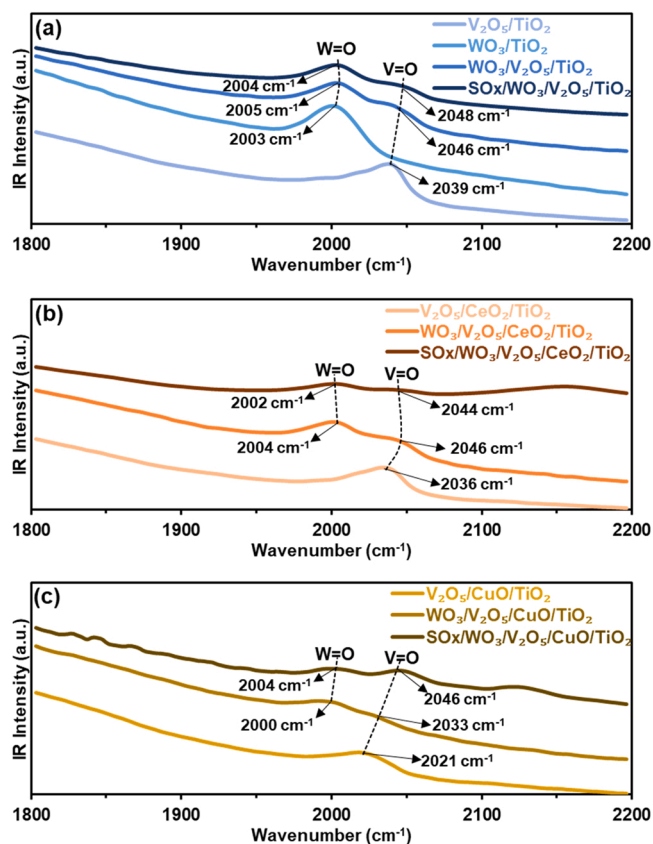 (a)
V₂O₅/TiO₂
WO₃/TiO₂
WO₃/V₂O₅/TiO₂
SOx/WO₃/V₂O₅/TiO₂
W=O
V=O
2004 cm⁻¹
2005 cm⁻¹
2003 cm⁻¹
2048 cm⁻¹
2046 cm⁻¹
2039 cm⁻¹
IR Intensity (a.u.)
1800 1900 2000 2100 2200
Wavenumber (cm⁻¹)
(b)
V₂O₅/CeO₂/TiO₂
WO₃/V₂O₅/CeO₂/TiO₂
SOx/WO₃/V₂O₅/CeO₂/TiO₂
W=O
V=O
2002 cm⁻¹
2004 cm⁻¹
2044 cm⁻¹
2046 cm⁻¹
2036 cm⁻¹
IR Intensity (a.u.)
1800 1900 2000 2100 2200
Wavenumber (cm⁻¹)
(c)
V₂O₅/CuO/TiO₂
WO₃/V₂O₅/CuO/TiO₂
SOx/WO₃/V₂O₅/CuO/TiO₂
W=O
V=O
2004 cm⁻¹
2000 cm⁻¹
2046 cm⁻¹
2033 cm⁻¹
2021 cm⁻¹
IR Intensity (a.u.)
1800 1900 2000 2100 2200
Wavenumber (cm⁻¹)